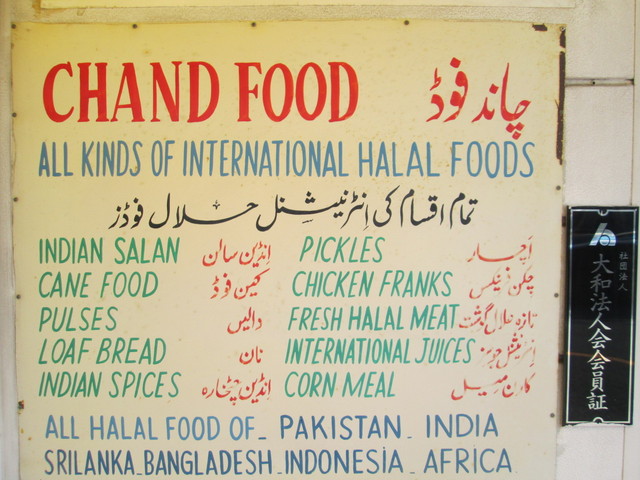 CHAND FOOD چاند فوڈ
ALL KINDS OF INTERNATIONAL HALAL FOODS
تمام اقسام کی اِنٹرنیشنل حلال فوڈز
INDIAN SALAN انڈین سالن PICKLES اَچار
CANE FOOD کین فوڈ CHICKEN FRANKS چکن فرینکس
PULSES دالیں FRESH HALAL MEAT تازہ حلال گوشت
LOAF BREAD نان INTERNATIONAL JUICES انٹرنیشنل جوسز
INDIAN SPICES انڈین چٹخارہ CORN MEAL کارن میل
ALL HALAL FOOD OF_ PAKISTAN_ INDIA
SRILANKA_BANGLADESH_INDONESIA_AFRICA
社団法人
大和法人会会員証